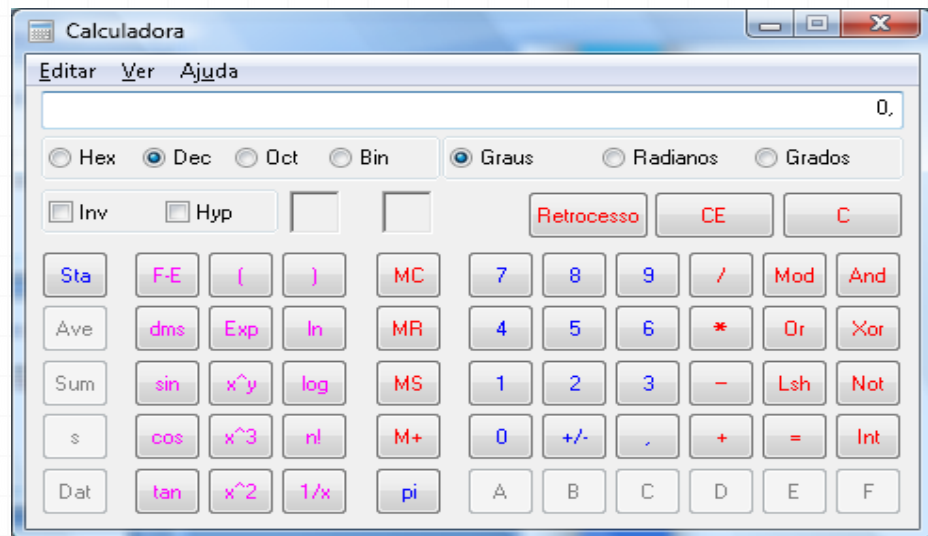 Calculadora
Editar Ver Ajuda
0,
Hex Dec Oct Bin Graus Radianos Grados
Inv Hyp Retrocesso CE C
Sta F-E ( ) MC 7 8 9 / Mod And
Ave dms Exp ln MR 4 5 6 * Or Xor
Sum sin x^y log MS 1 2 3 - Lsh Not
s cos x^3 n! M+ 0 +/- , + = Int
Dat tan x^2 1/x pi A B C D E F